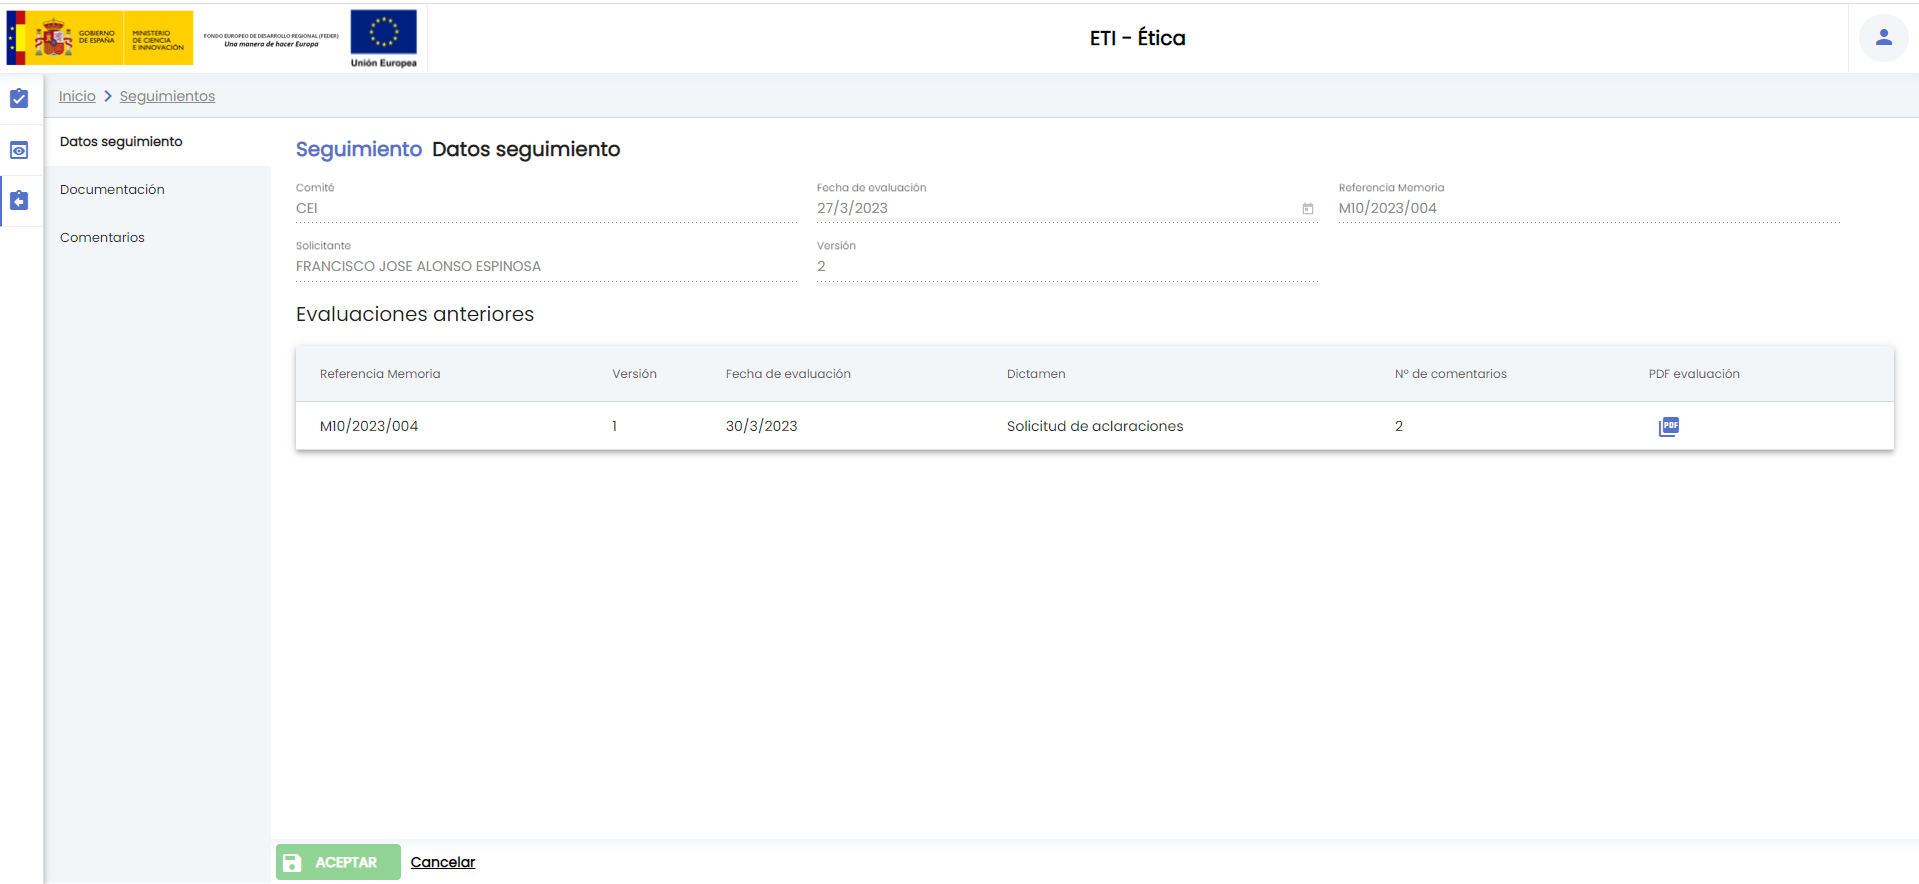 GOBIERNO DE ESPAÑA
MINISTERIO DE CIENCIA E INNOVACIÓN
FONDO EUROPEO DE DESARROLLO REGIONAL (FEDER)
Una manera de hacer Europa
Unión Europea
ETI - Ética
Inicio > Seguimientos
Datos seguimiento
Documentación
Comentarios
Seguimiento Datos seguimiento
Comité Fecha de evaluación Referencia Memoria
CEI 27/3/2023 M10/2023/004
Solicitante Versión
FRANCISCO JOSE ALONSO ESPINOSA 2
Evaluaciones anteriores
Referencia Memoria Versión Fecha de evaluación Dictamen Nº de comentarios PDF evaluación
M10/2023/004 1 30/3/2023 Solicitud de aclaraciones 2 PDF
ACEPTAR Cancelar